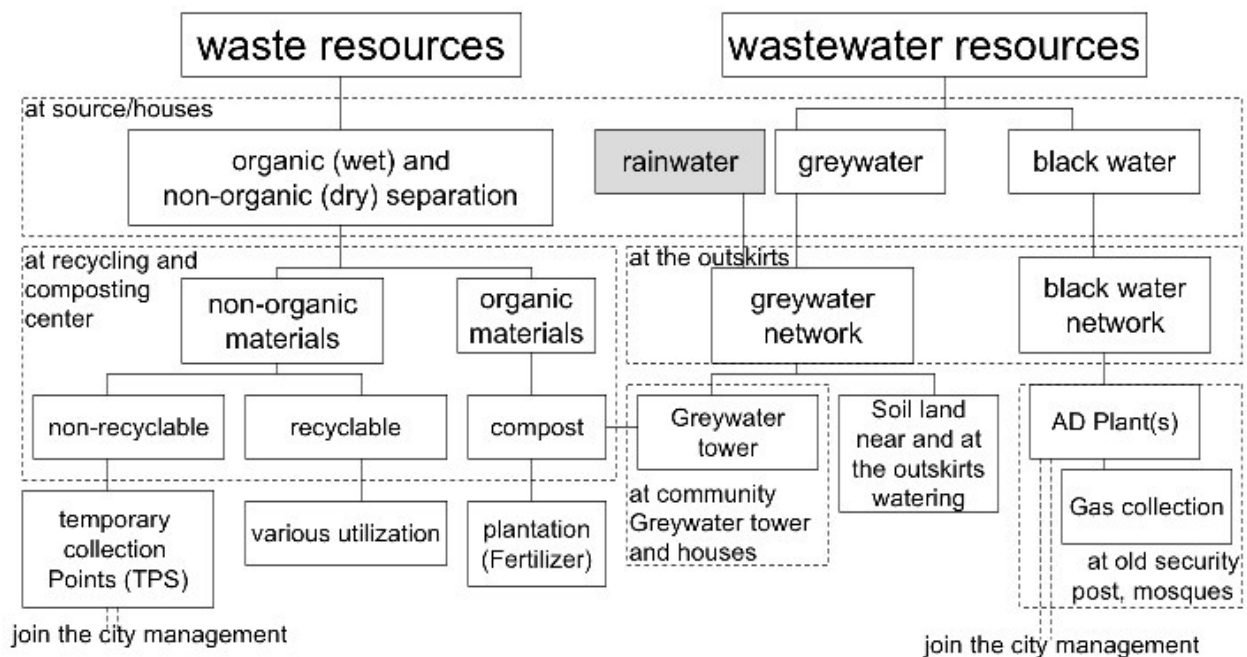 waste resources
wastewater resources
at source/houses
organic (wet) and
non-organic (dry) separation
rainwater
greywater
black water
at recycling and
composting
center
non-organic
materials
organic
materials
at the outskirts
greywater
network
black water
network
non-recyclable
recyclable
compost
Greywater
tower
Soil land
near and at
the outskirts
watering
AD Plant(s)
temporary
collection
Points (TPS)
various utilization
plantation
(Fertilizer)
at community
Greywater tower
and houses
Gas collection
at old security
post, mosques
join the city management
join the city management